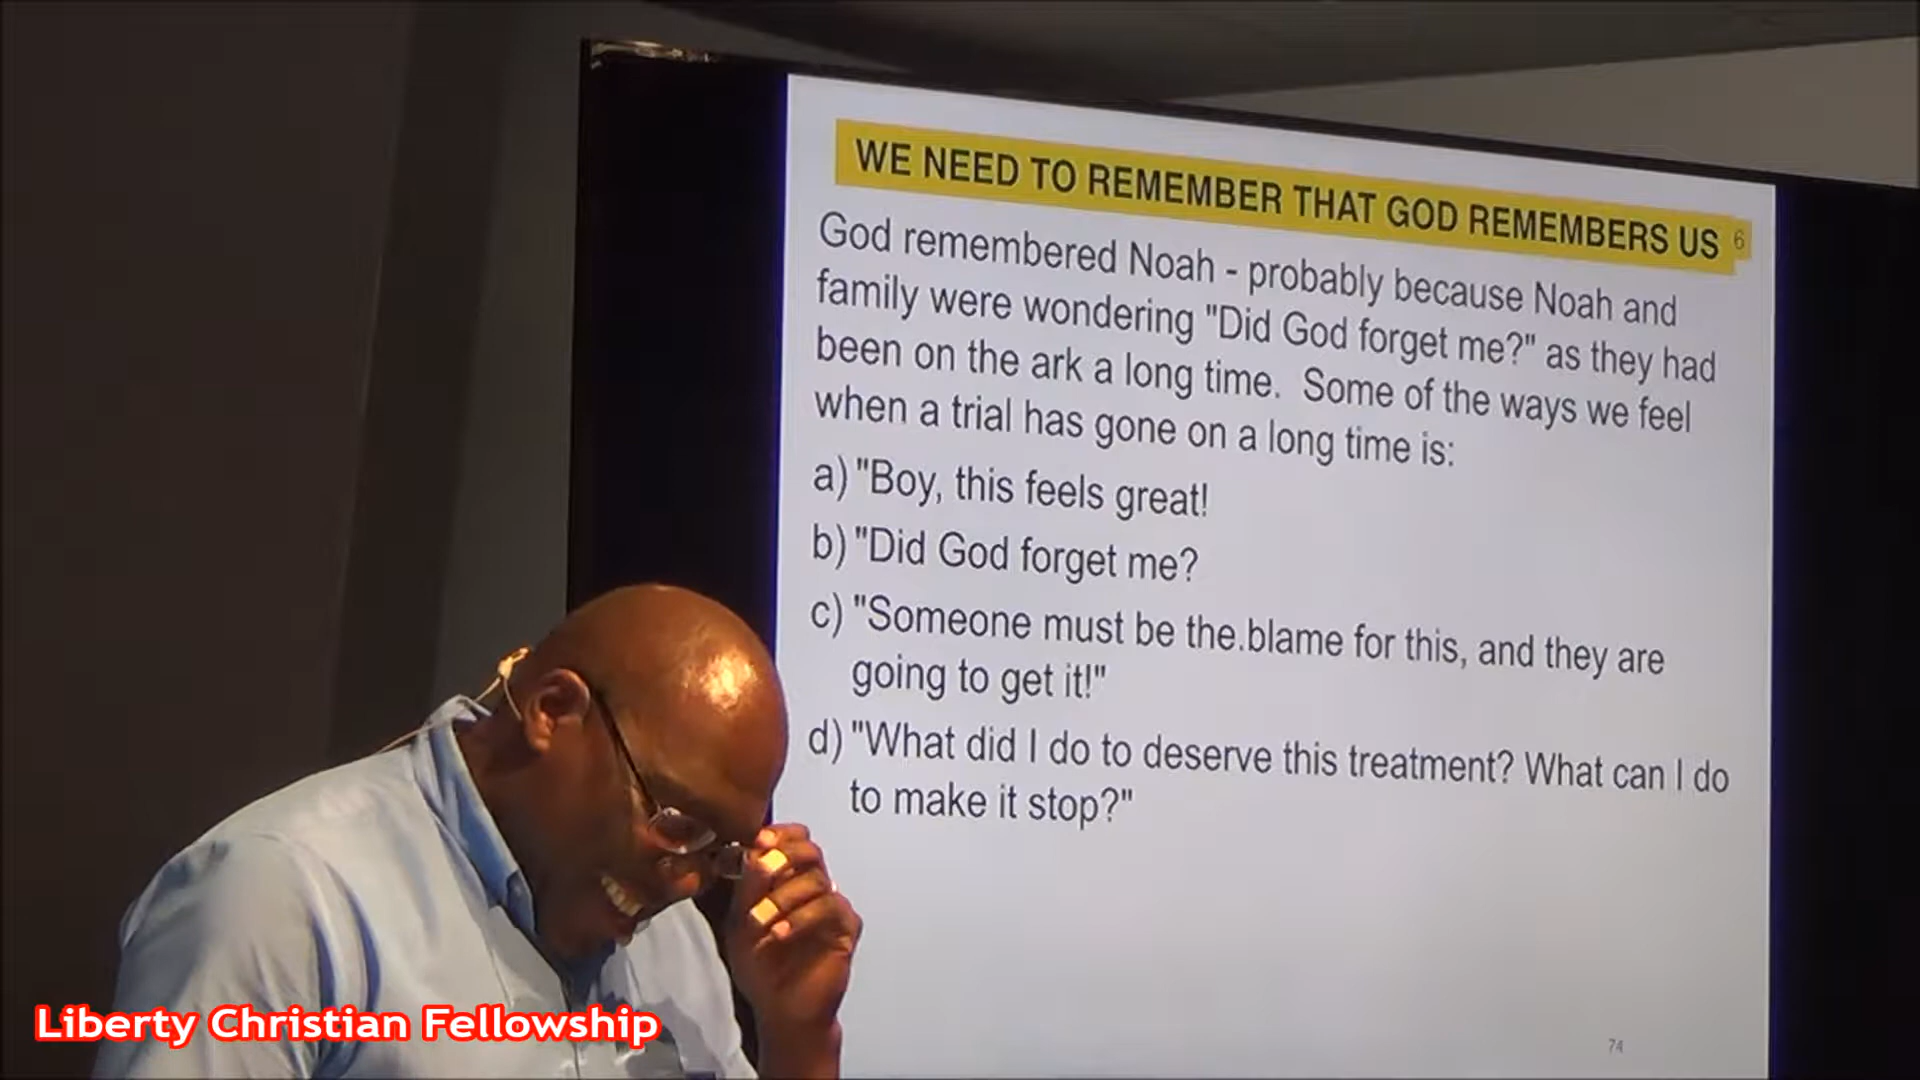 WE NEED TO REMEMBER THAT GOD REMEMBERS US 6
God remembered Noah - probably because Noah and
family were wondering "Did God forget me?" as they had
been on the ark a long time.  Some of the ways we feel
when a trial has gone on a long time is:
a) "Boy, this feels great!
b) "Did God forget me?
c) "Someone must be the.blame for this, and they are
going to get it!"
d) "What did I do to deserve this treatment? What can I do
to make it stop?"
74
Liberty Christian Fellowship